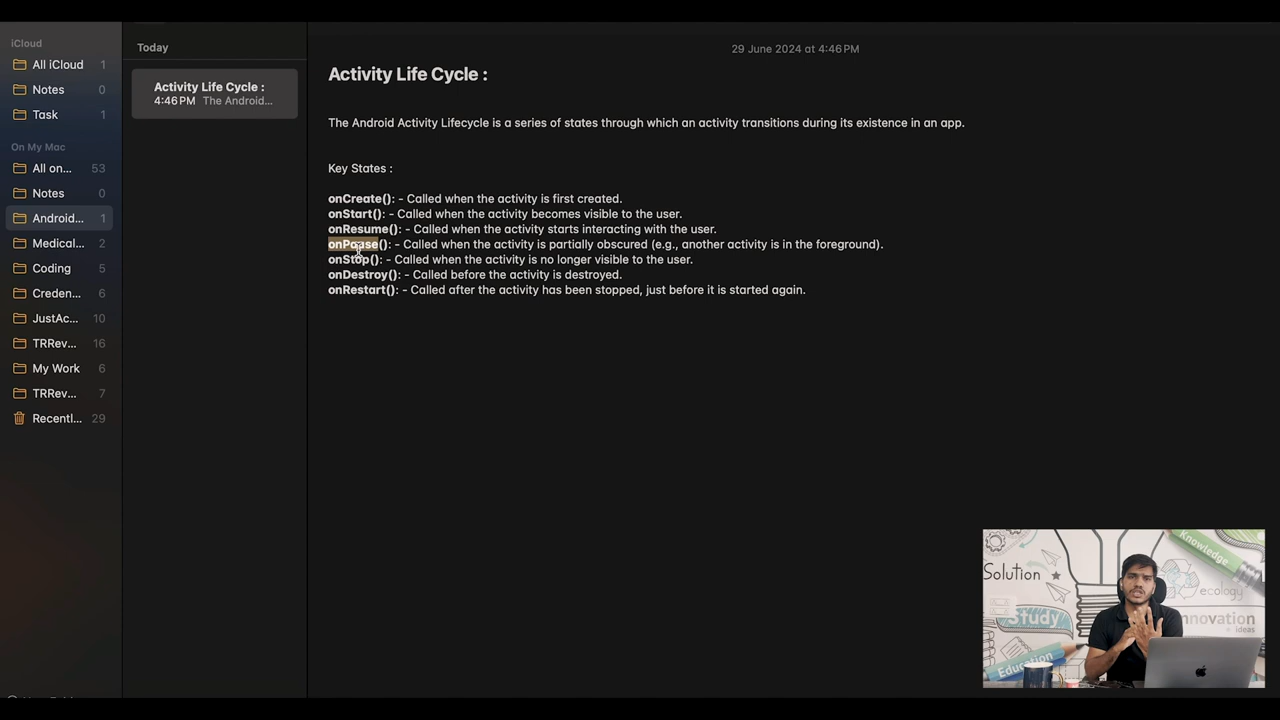 iCloud
All iCloud 1
Notes 0
Task 1
On My Mac
All on... 53
Notes 0
Android... 1
Medical... 2
Coding 5
Creden... 6
JustAc... 10
TRRev... 16
My Work 6
TRRev... 7
Recentl... 29
Today
Activity Life Cycle :
4:46 PM The Android...
29 June 2024 at 4:46 PM
Activity Life Cycle :
The Android Activity Lifecycle is a series of states through which an activity transitions during its existence in an app.
Key States :
onCreate(): - Called when the activity is first created.
onStart(): - Called when the activity becomes visible to the user.
onResume(): - Called when the activity starts interacting with the user.
onPause(): - Called when the activity is partially obscured (e.g., another activity is in the foreground).
onStop(): - Called when the activity is no longer visible to the user.
onDestroy(): - Called before the activity is destroyed.
onRestart(): - Called after the activity has been stopped, just before it is started again.
Knowledge
Solution
ecology
Study
nnovation
ideas
Education